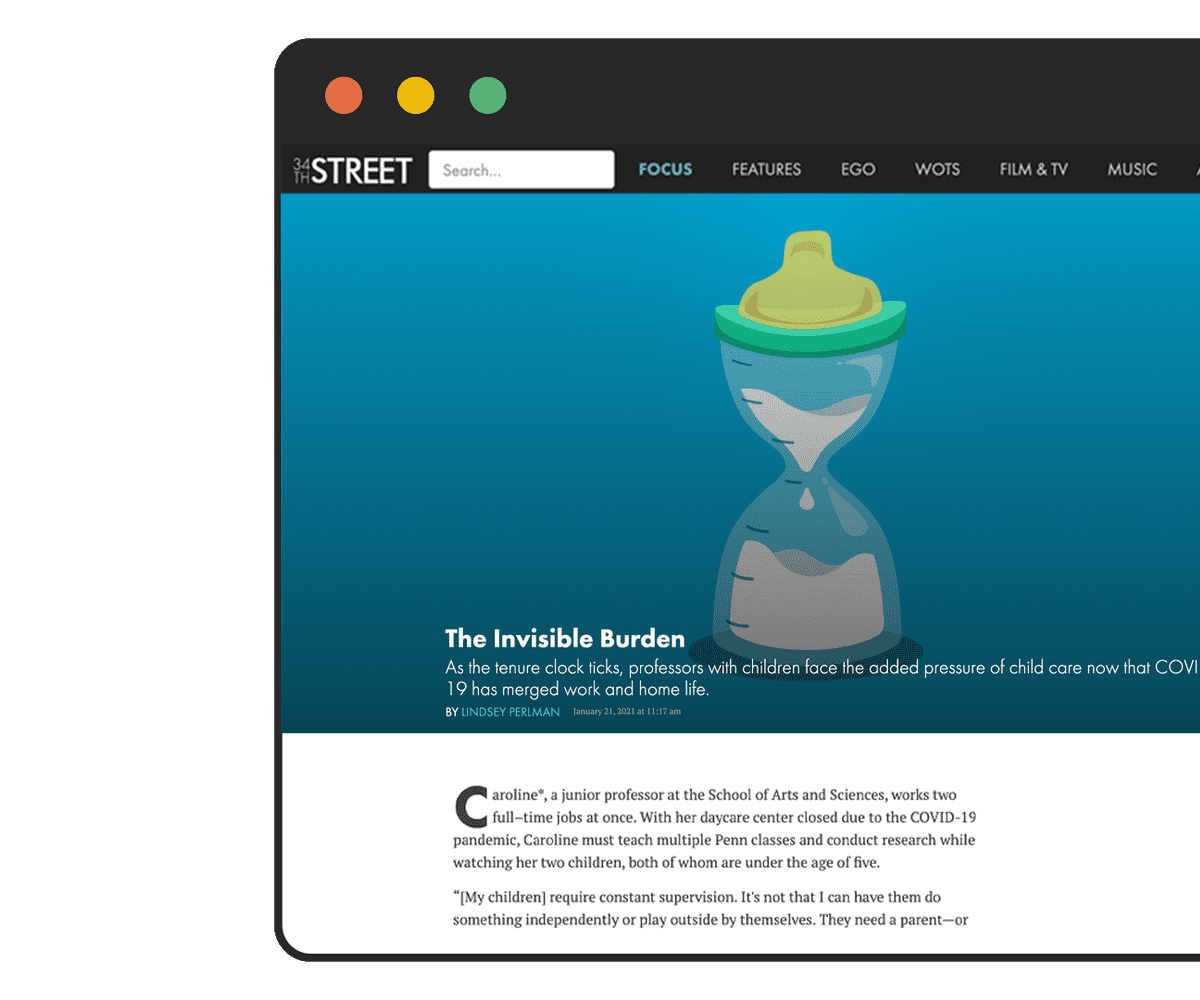 34TH STREET Search... FOCUS FEATURES EGO WOTS FILM & TV MUSIC
The Invisible Burden
As the tenure clock ticks, professors with children face the added pressure of child care now that COVI
19 has merged work and home life.
BY LINDSEY PERLMAN January 21, 2021 at 11:17 am
Caroline*, a junior professor at the School of Arts and Sciences, works two
full–time jobs at once. With her daycare center closed due to the COVID-19
pandemic, Caroline must teach multiple Penn classes and conduct research while
watching her two children, both of whom are under the age of five.
“[My children] require constant supervision. It's not that I can have them do
something independently or play outside by themselves. They need a parent—or